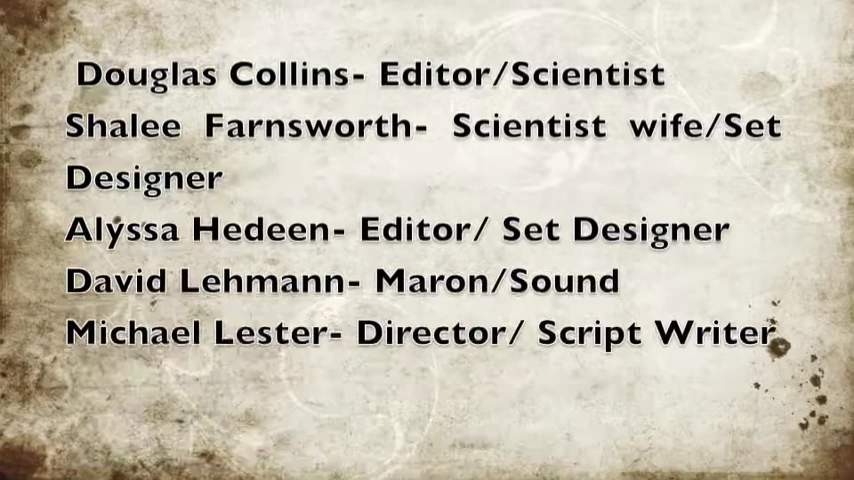 Douglas Collins- Editor/Scientist
Shalee Farnsworth- Scientist wife/Set
Designer
Alyssa Hedeen- Editor/ Set Designer
David Lehmann- Maron/Sound
Michael Lester- Director/ Script Writer